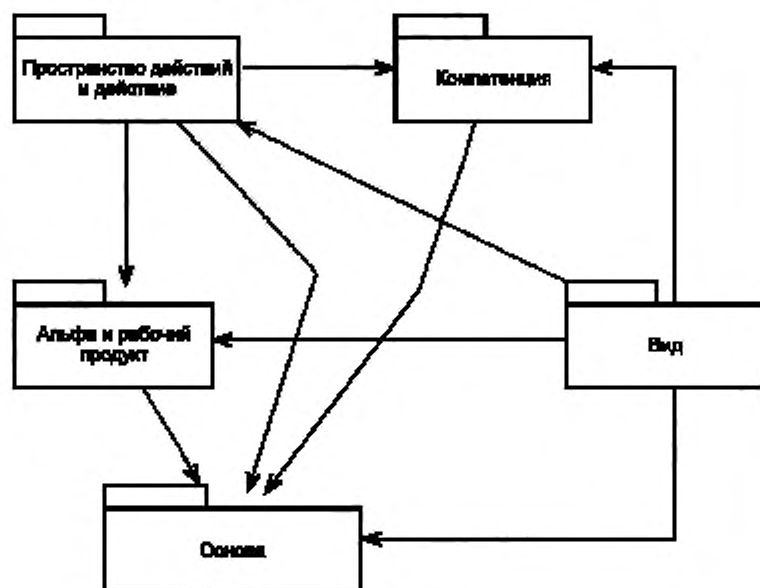 Пространство действий
и действие
Компетенция
Альфа и рабочий
продукт
Вид
Основа